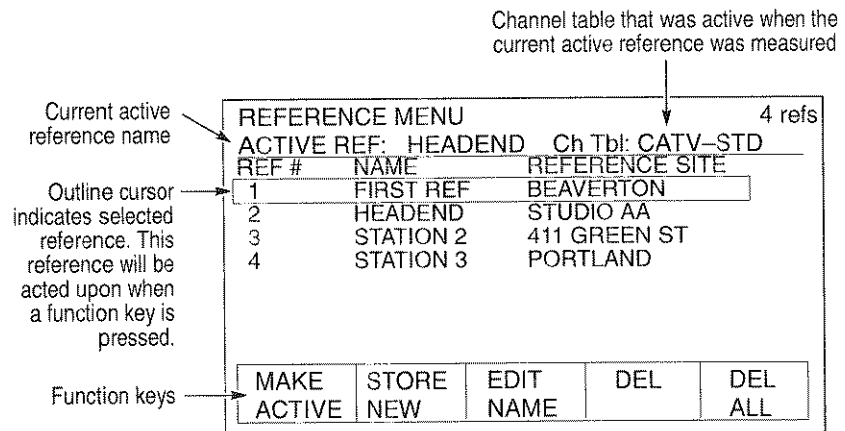 Channel table that was active when the
current active reference was measured
Current active
reference name
REFERENCE MENU 4 refs
ACTIVE REF: HEADEND Ch Tbl: CATV–STD
REF # NAME REFERENCE SITE
1 FIRST REF BEAVERTON
2 HEADEND STUDIO AA
3 STATION 2 411 GREEN ST
4 STATION 3 PORTLAND
Outline cursor
indicates selected
reference. This
reference will be
acted upon when
a function key is
pressed.
Function keys
MAKE STORE EDIT DEL DEL
ACTIVE NEW NAME ALL